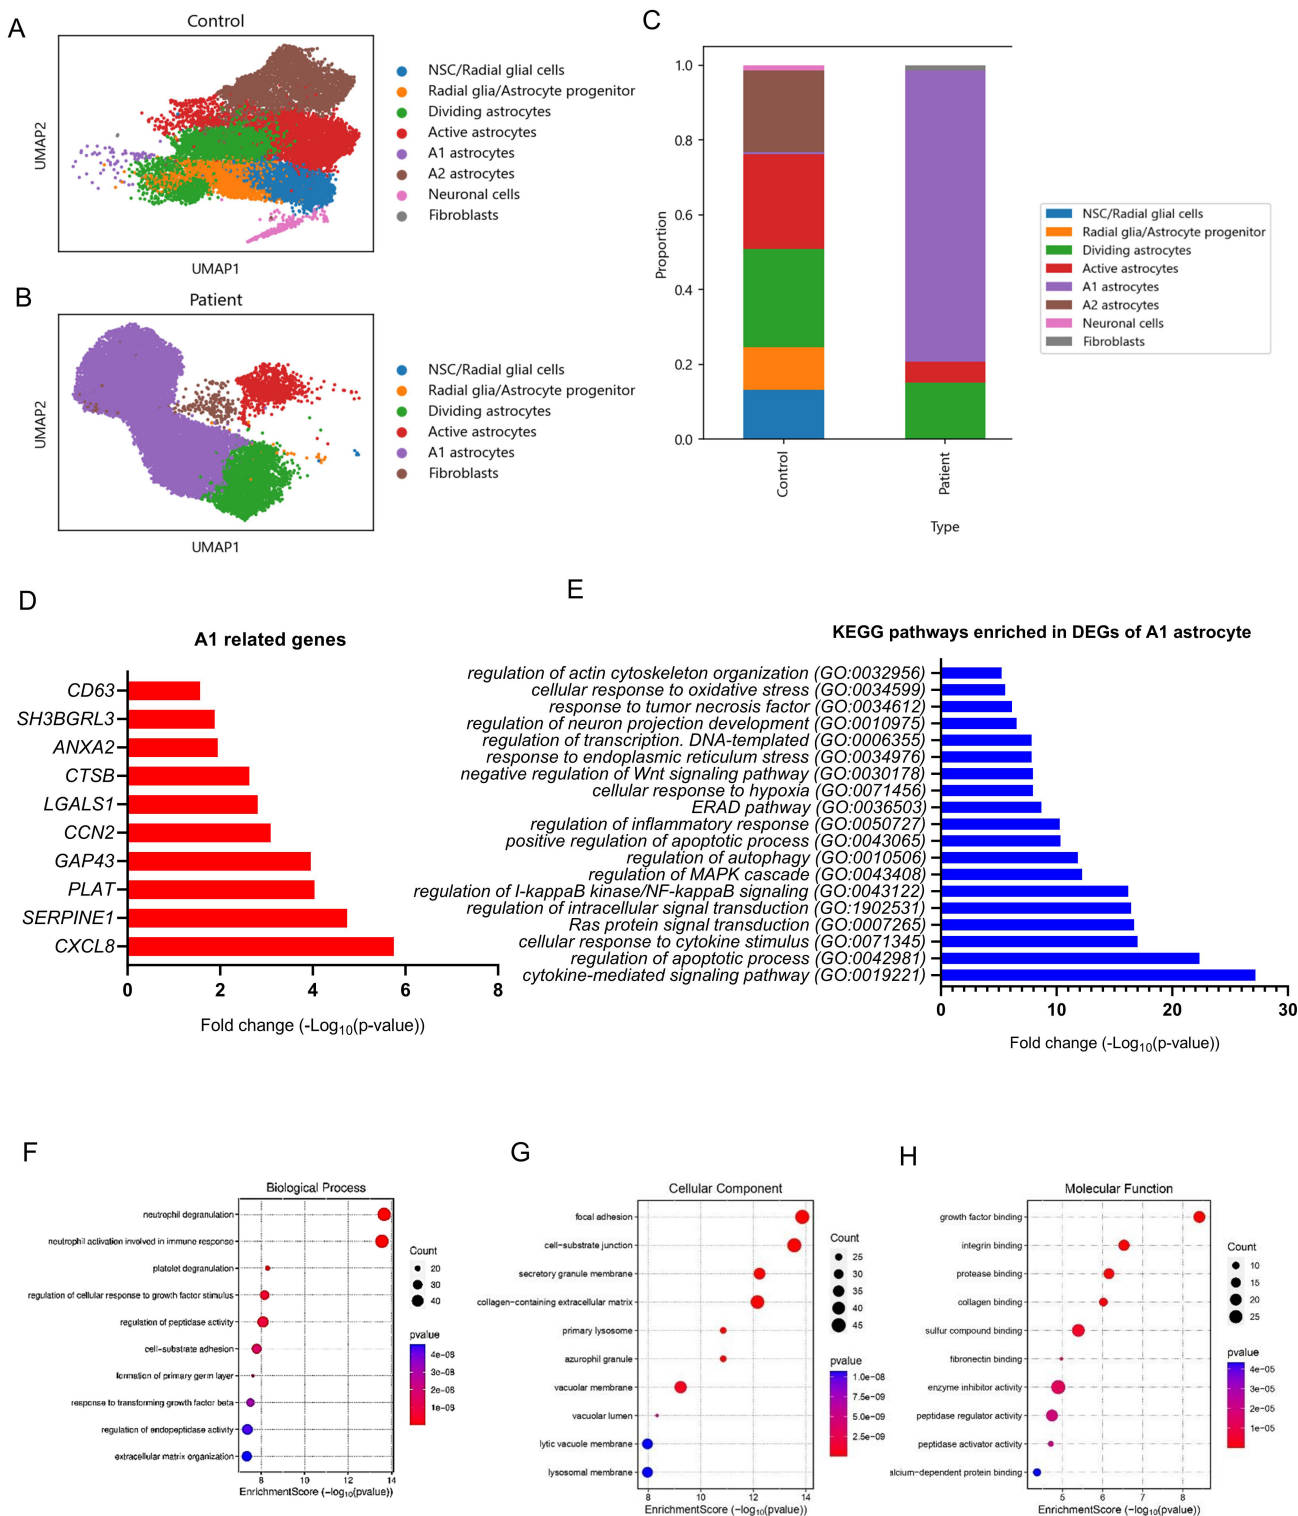 A
Control
UMAP2
UMAP1
NSC/Radial glial cells
Radial glia/Astrocyte progenitor
Dividing astrocytes
Active astrocytes
A1 astrocytes
A2 astrocytes
Neuronal cells
Fibroblasts
B
Patient
UMAP2
UMAP1
NSC/Radial glial cells
Radial glia/Astrocyte progenitor
Dividing astrocytes
Active astrocytes
A1 astrocytes
Fibroblasts
C
Proportion
1.0
0.8
0.6
0.4
0.2
0.0
Control
Patient
Type
NSC/Radial glial cells
Radial glia/Astrocyte progenitor
Dividing astrocytes
Active astrocytes
A1 astrocytes
A2 astrocytes
Neuronal cells
Fibroblasts
D
A1 related genes
CD63
SH3BGRL3
ANXA2
CTSB
LGALS1
CCN2
GAP43
PLAT
SERPINE1
CXCL8
0 2 4 6 8
Fold change (-Log10(p-value))
E
KEGG pathways enriched in DEGs of A1 astrocyte
regulation of actin cytoskeleton organization (GO:0032956)
cellular response to oxidative stress (GO:0034599)
response to tumor necrosis factor (GO:0034612)
regulation of neuron projection development (GO:0010975)
regulation of transcription. DNA-templated (GO:0006355)
response to endoplasmic reticulum stress (GO:0034976)
negative regulation of Wnt signaling pathway (GO:0030178)
cellular response to hypoxia (GO:0071456)
ERAD pathway (GO:0036503)
regulation of inflammatory response (GO:0050727)
positive regulation of apoptotic process (GO:0043065)
regulation of autophagy (GO:0010506)
regulation of MAPK cascade (GO:0043408)
regulation of I-kappaB kinase/NF-kappaB signaling (GO:0043122)
regulation of intracellular signal transduction (GO:1902531)
Ras protein signal transduction (GO:0007265)
cellular response to cytokine stimulus (GO:0071345)
regulation of apoptotic process (GO:0042981)
cytokine-mediated signaling pathway (GO:0019221)
0 10 20 30
Fold change (-Log10(p-value))
F
Biological Process
neutrophil degranulation
neutrophil activation involved in immune response
platelet degranulation
regulation of cellular response to growth factor stimulus
regulation of peptidase activity
cell-substrate adhesion
formation of primary germ layer
response to transforming growth factor beta
regulation of endopeptidase activity
extracellular matrix organization
8 10 12 14
EnrichmentScore (−log10(pvalue))
Count
20
30
40
pvalue
4e-08
3e-08
2e-08
1e-08
G
Cellular Component
focal adhesion
cell-substrate junction
secretory granule membrane
collagen-containing extracellular matrix
primary lysosome
azurophil granule
vacuolar membrane
vacuolar lumen
lytic vacuole membrane
lysosomal membrane
8 10 12 14
EnrichmentScore (−log10(pvalue))
Count
25
30
35
40
45
pvalue
1.0e-08
7.5e-09
5.0e-09
2.5e-09
H
Molecular Function
growth factor binding
integrin binding
protease binding
collagen binding
sulfur compound binding
fibronectin binding
enzyme inhibitor activity
peptidase regulator activity
peptidase activator activity
alcium-dependent protein binding
5 6 7 8
EnrichmentScore (−log10(pvalue))
Count
10
15
20
25
pvalue
4e-05
3e-05
2e-05
1e-05